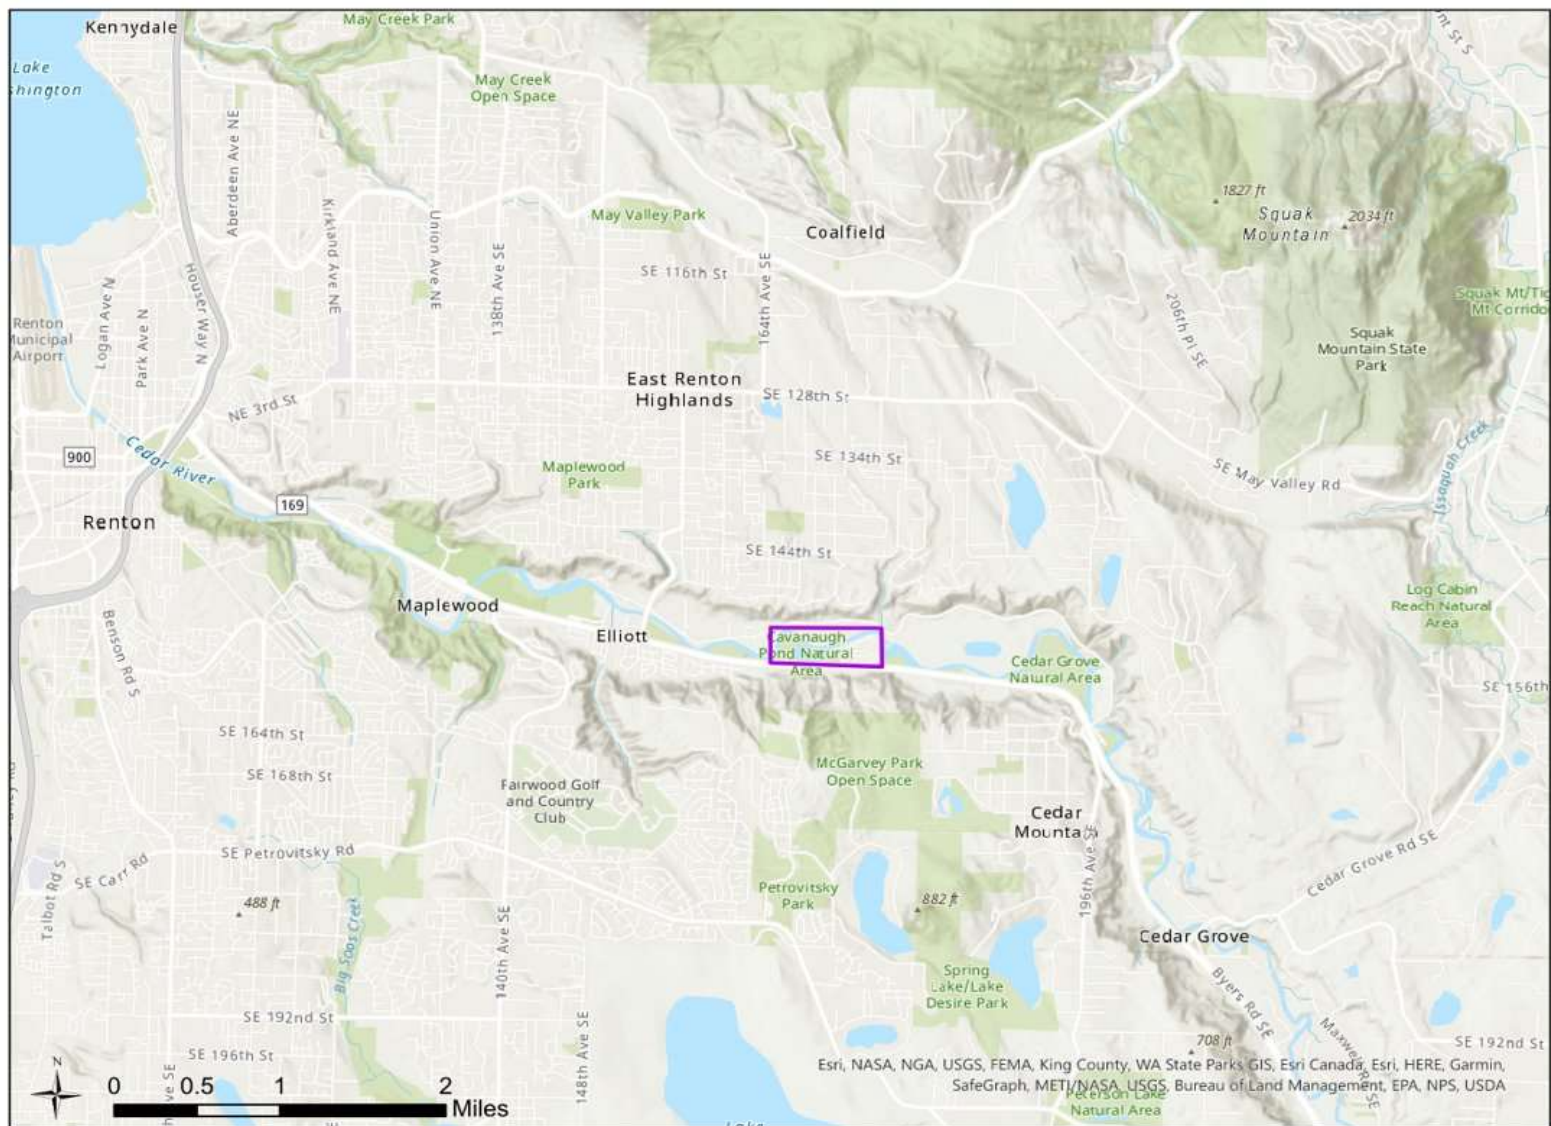 Kennydale
May Creek Park
nt St S
Lake
shington
May Creek
Open Space
Aberdeen Ave NE
Kirkland Ave NE
Union Ave NE
138th Ave SE
May Valley Park
164th Ave SE
Coalfield
1827 ft
Squak
Mountain
2034 ft
SE 116th St
206th Pl SE
Squak Mt/Tig
Mt Corrido
Houser Way N
Logan Ave N
Park Ave N
Renton
Municipal
Airport
Squak
Mountain State
Park
East Renton
Highlands
SE 128th St
NE 3rd St
Cedar River
900
Maplewood
Park
SE 134th St
SE May Valley Rd
Issaquah Creek
169
Renton
SE 144th St
Log Cabin
Reach Natural
Area
Maplewood
Elliott
Cavanaugh
Pond Natural
Area
Cedar Grove
Natural Area
Benson Rd S
SE 156th
SE 164th St
SE 168th St
Fairwood Golf
and Country
Club
McGarvey Park
Open Space
Cedar
Mounta
196th Ave SE
SE Petrovitsky Rd
SE Carr Rd
Talbot Rd S
488 ft
Big Soos Creek
140th Ave SE
Petrovitsky
Park
882 ft
Cedar Grove Rd SE
Cedar Grove
Spring
Lake/Lake
Desire Park
Byers Rd SE
SE 192nd St
148th Ave SE
SE 196th St
708 ft
SE 192nd St
N
0 0.5 1 2
Miles
Esri, NASA, NGA, USGS, FEMA, King County, WA State Parks GIS, Esri Canada, Esri, HERE, Garmin,
SafeGraph, METI/NASA, USGS, Bureau of Land Management, EPA, NPS, USDA
Peterson Lake
Natural Area
Lake